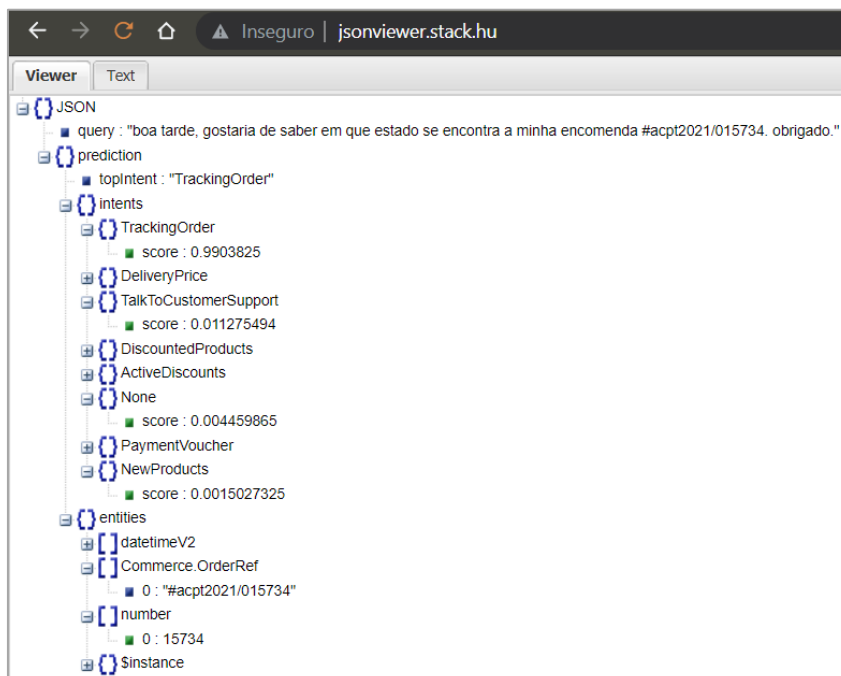 Inseguro | jsonviewer.stack.hu
Viewer Text
JSON
query : "boa tarde, gostaria de saber em que estado se encontra a minha encomenda #acpt2021/015734. obrigado."
prediction
topIntent : "TrackingOrder"
intents
TrackingOrder
score : 0.9903825
DeliveryPrice
TalkToCustomerSupport
score : 0.011275494
DiscountedProducts
ActiveDiscounts
None
score : 0.004459865
PaymentVoucher
NewProducts
score : 0.0015027325
entities
datetimeV2
Commerce.OrderRef
0 : "#acpt2021/015734"
number
0 : 15734
$instance